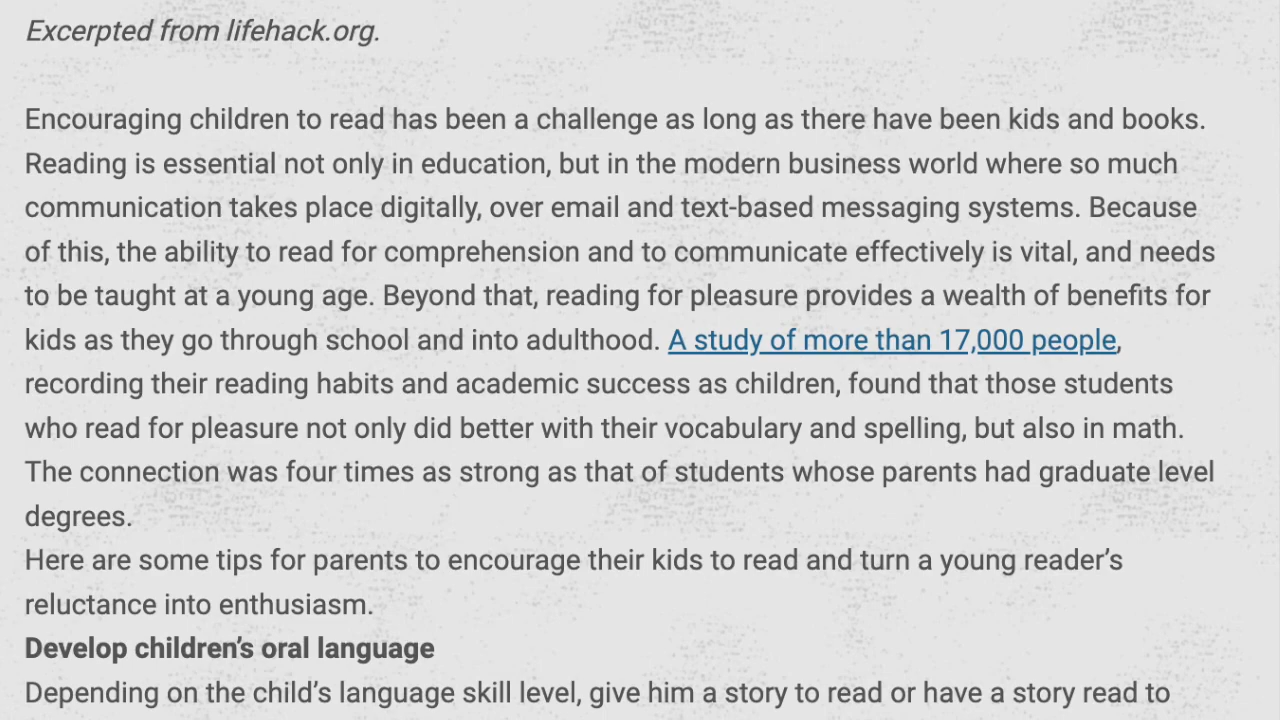 Excerpted from lifehack.org.
Encouraging children to read has been a challenge as long as there have been kids and books.
Reading is essential not only in education, but in the modern business world where so much
communication takes place digitally, over email and text-based messaging systems. Because
of this, the ability to read for comprehension and to communicate effectively is vital, and needs
to be taught at a young age. Beyond that, reading for pleasure provides a wealth of benefits for
kids as they go through school and into adulthood. A study of more than 17,000 people,
recording their reading habits and academic success as children, found that those students
who read for pleasure not only did better with their vocabulary and spelling, but also in math.
The connection was four times as strong as that of students whose parents had graduate level
degrees.
Here are some tips for parents to encourage their kids to read and turn a young reader’s
reluctance into enthusiasm.
Develop children’s oral language
Depending on the child’s language skill level, give him a story to read or have a story read to